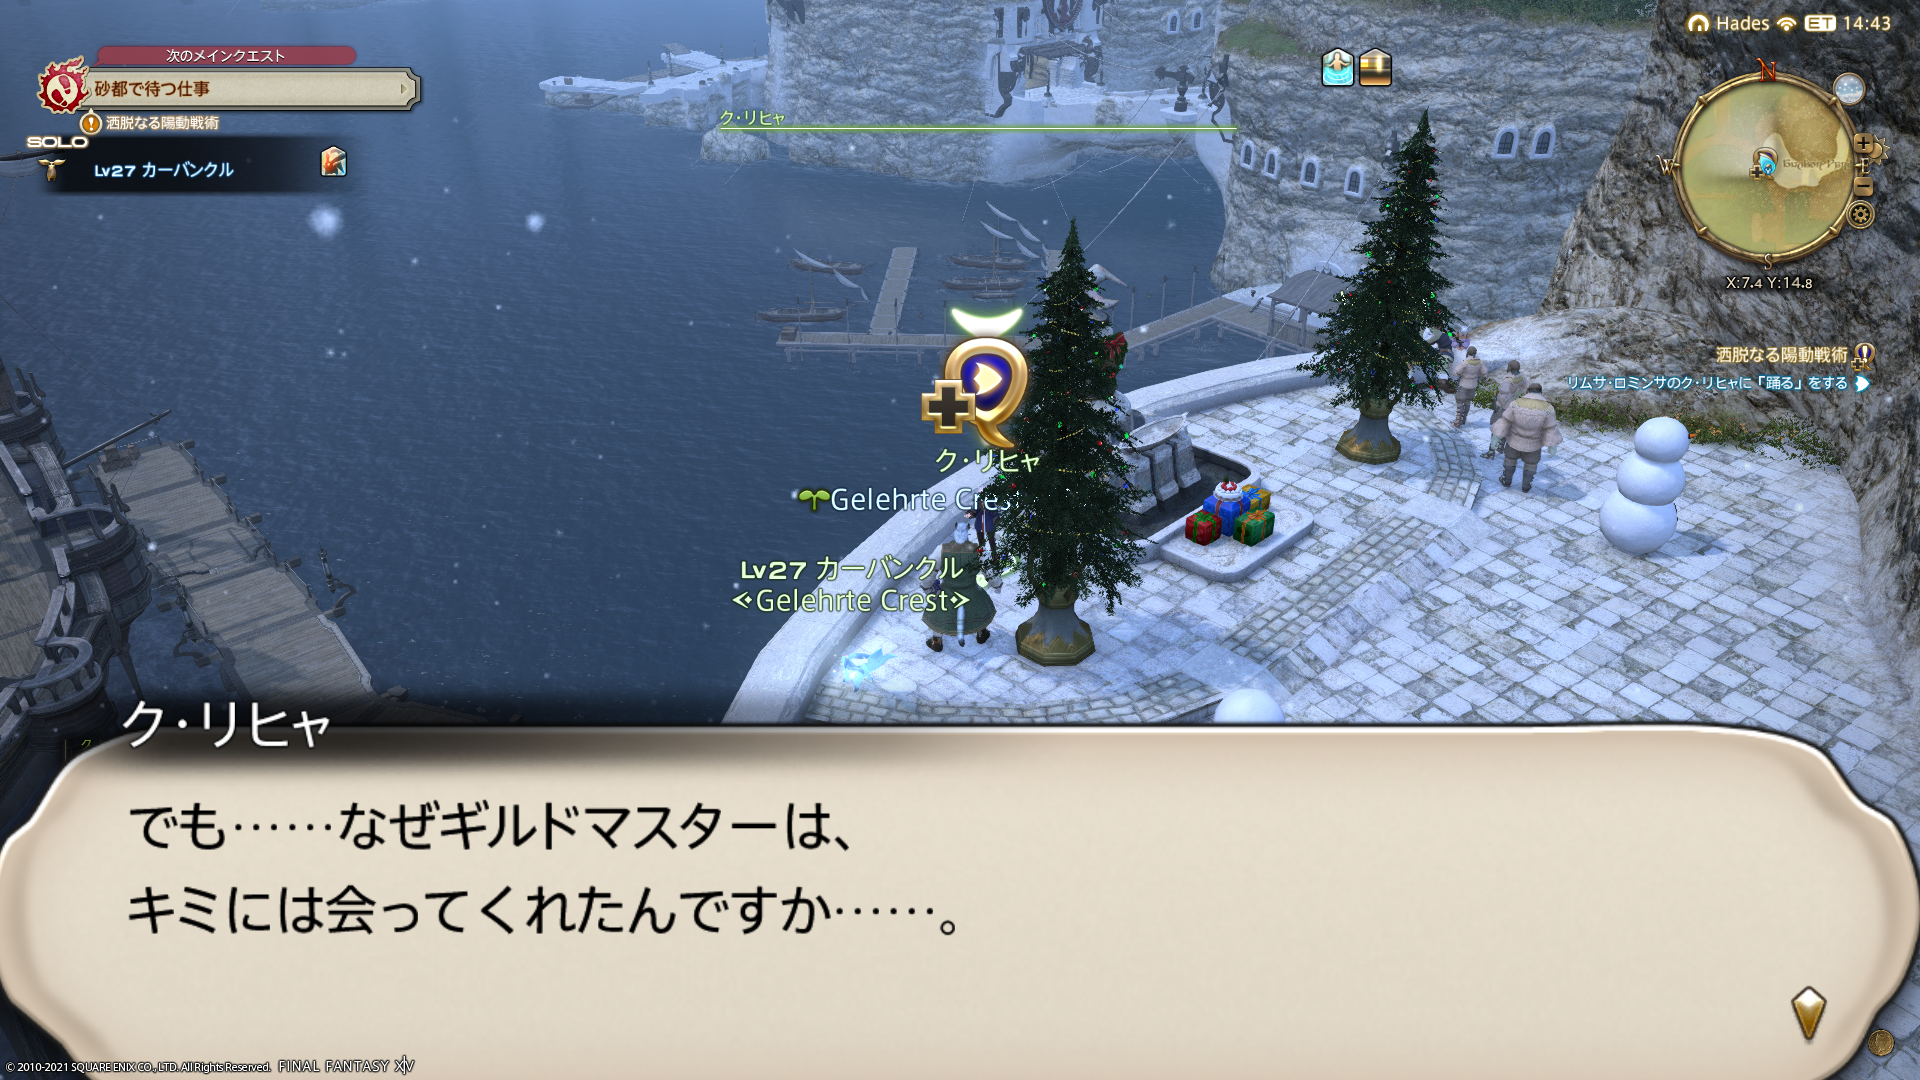 Hades ET 14:43
次のメインクエスト
砂都で待つ仕事
洒脱なる陽動戦術
SOLO
Lv27 カーバンクル
ク・リヒャ
N
W
E
S
X:7.4 Y:14.8
洒脱なる陽動戦術
リムサ・ロミンサのク・リヒャに「踊る」をする
ク・リヒャ
Gelehrte Crest
Lv27 カーバンクル
Gelehrte Crest
ク・リヒャ
でも……なぜギルドマスターは、
キミには会ってくれたんですか……。
© 2010-2021 SQUARE ENIX CO., LTD. All Rights Reserved. FINAL FANTASY XIV